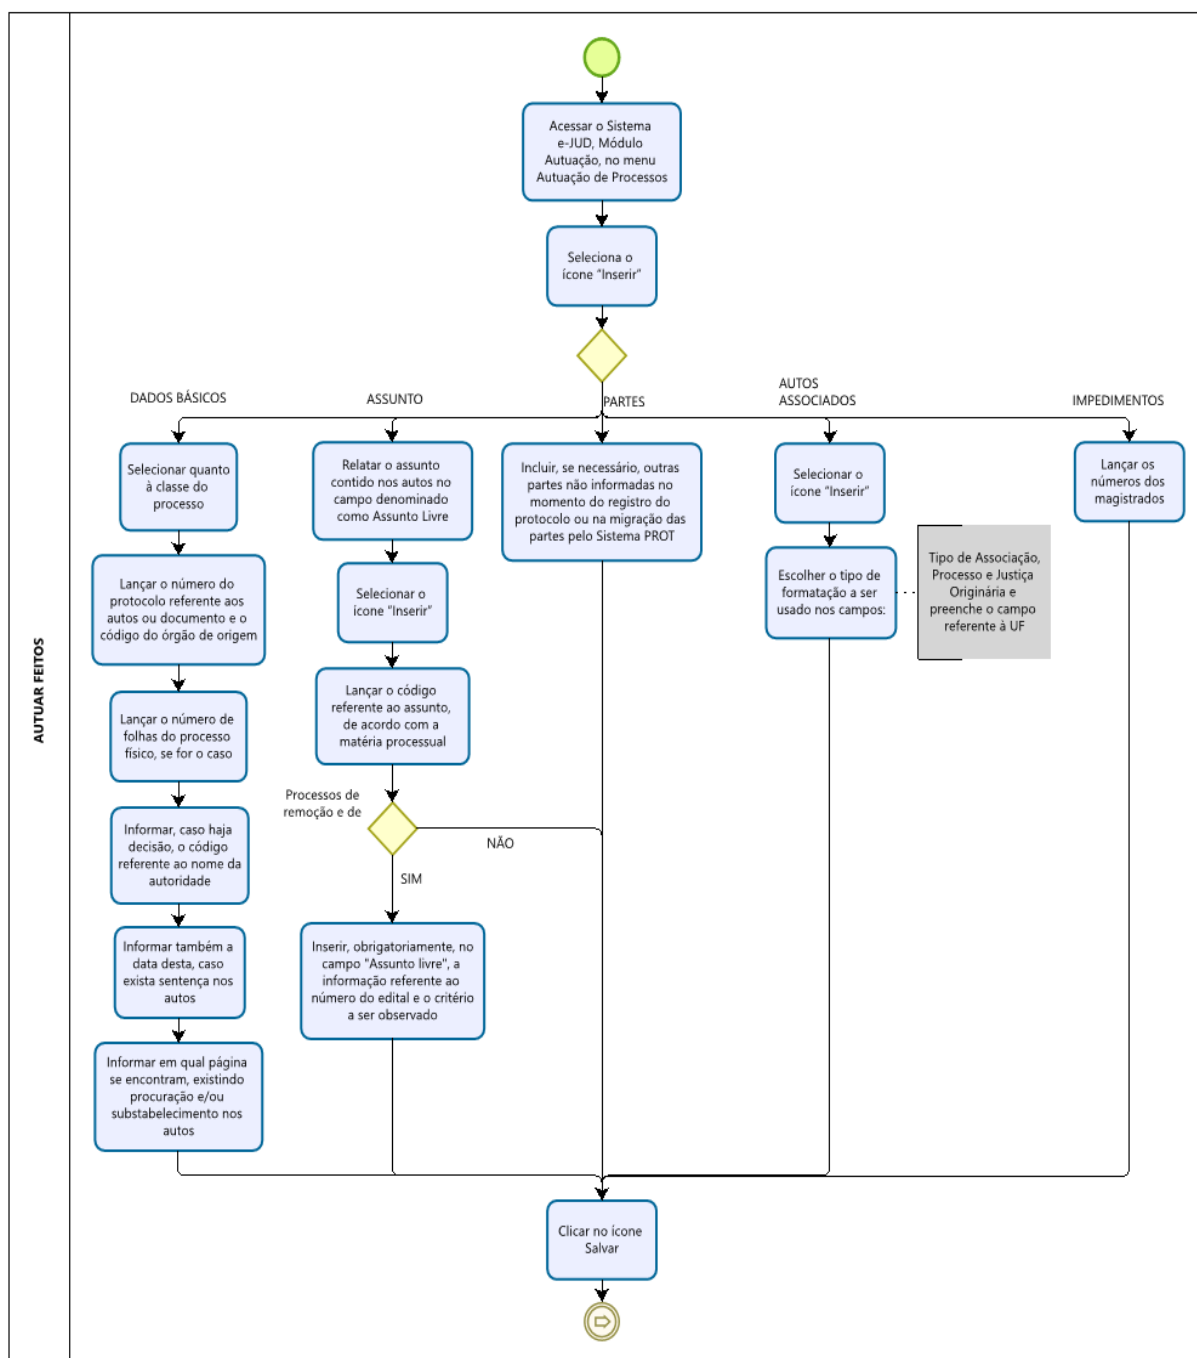 AUTUAR FEITOS
Acessar o Sistema
e-JUD, Módulo
Autuação, no menu
Autuação de Processos
Seleciona o
ícone “Inserir”
DADOS BÁSICOS
ASSUNTO
PARTES
AUTOS
ASSOCIADOS
IMPEDIMENTOS
Selecionar quanto
à classe do
processo
Lançar o número do
protocolo referente aos
autos ou documento e o
código do órgão de origem
Lançar o número de
folhas do processo
físico, se for o caso
Informar, caso haja
decisão, o código
referente ao nome da
autoridade
Informar também a
data desta, caso
exista sentença nos
autos
Informar em qual página
se encontram, existindo
procuração e/ou
substabelecimento nos
autos
Relatar o assunto
contido nos autos no
campo denominado
como Assunto Livre
Selecionar o
ícone “Inserir”
Lançar o código
referente ao assunto,
de acordo com a
matéria processual
Processos de
remoção e de
NÃO
SIM
Inserir, obrigatoriamente, no
campo "Assunto livre", a
informação referente ao
número do edital e o critério
a ser observado
Incluir, se necessário, outras
partes não informadas no
momento do registro do
protocolo ou na migração das
partes pelo Sistema PROT
Selecionar o
ícone “Inserir”
Escolher o tipo de
formatação a ser
usado nos campos:
Tipo de Associação,
Processo e Justiça
Originária e
preenche o campo
referente à UF
Lançar os
números dos
magistrados
Clicar no ícone
Salvar